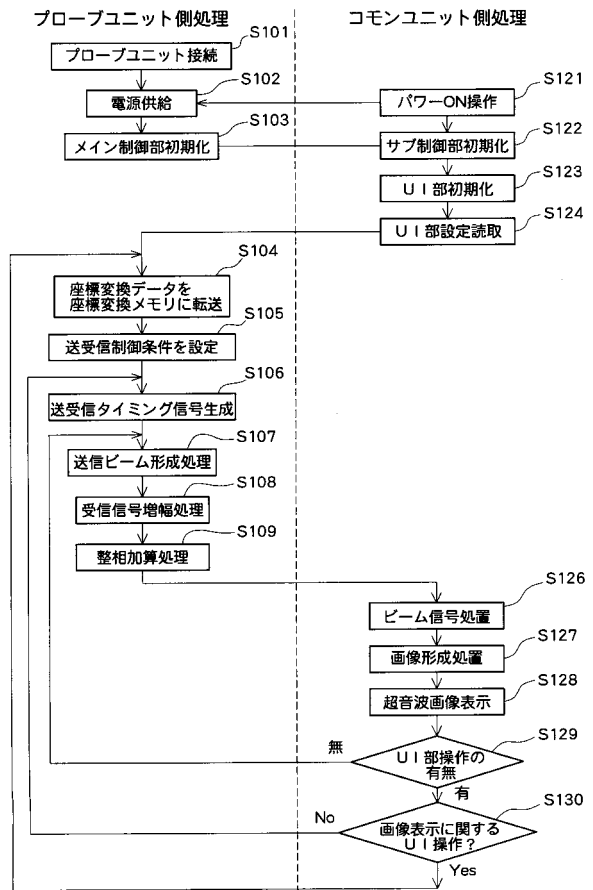 プローブユニット側処理
コモンユニット側処理
S101
プローブユニット接続
S102
電源供給
S121
パワーON操作
S103
メイン制御部初期化
S122
サブ制御部初期化
S123
UI部初期化
S124
UI部設定読取
S104
座標変換データを
座標変換メモリに転送
S105
送受信制御条件を設定
S106
送受信タイミング信号生成
S107
送信ビーム形成処理
S108
受信信号増幅処理
S109
整相加算処理
S126
ビーム信号処置
S127
画像形成処置
S128
超音波画像表示
S129
UI部操作の
有無
無
有
S130
画像表示に関する
UI操作?
No
Yes